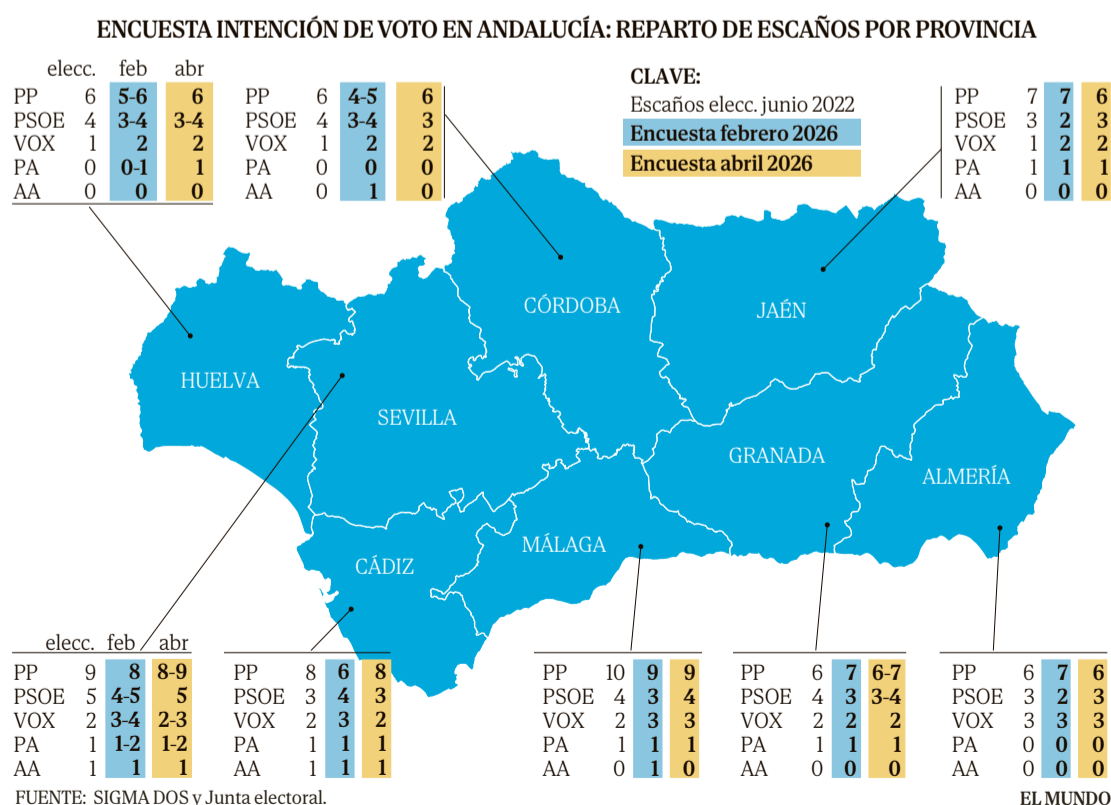 ENCUESTA INTENCIÓN DE VOTO EN ANDALUCÍA: REPARTO DE ESCAÑOS POR PROVINCIA
elecc. feb abr
PP 6 5-6 6
PSOE 4 3-4 3-4
VOX 1 2 2
PA 0 0-1 1
AA 0 0 0
PP 6 4-5 6
PSOE 4 3-4 3
VOX 1 2 2
PA 0 0 0
AA 0 1 0
CLAVE:
Escaños elecc. junio 2022
Encuesta febrero 2026
Encuesta abril 2026
PP 7 7 6
PSOE 3 2 3
VOX 1 2 2
PA 1 1 1
AA 0 0 0
CÓRDOBA
JAÉN
HUELVA
SEVILLA
GRANADA
ALMERÍA
MÁLAGA
CÁDIZ
elecc. feb abr
PP 9 8 8-9
PSOE 5 4-5 5
VOX 2 3-4 2-3
PA 1 1-2 1-2
AA 1 1 1
PP 8 6 8
PSOE 3 4 3
VOX 2 3 2
PA 1 1 1
AA 1 1 1
PP 10 9 9
PSOE 4 3 4
VOX 2 3 3
PA 1 1 1
AA 0 1 0
PP 6 7 6-7
PSOE 4 3 3-4
VOX 2 2 2
PA 1 1 1
AA 0 0 0
PP 6 7 6
PSOE 3 2 3
VOX 3 3 3
PA 0 0 0
AA 0 0 0
FUENTE: SIGMA DOS y Junta electoral.
EL MUNDO